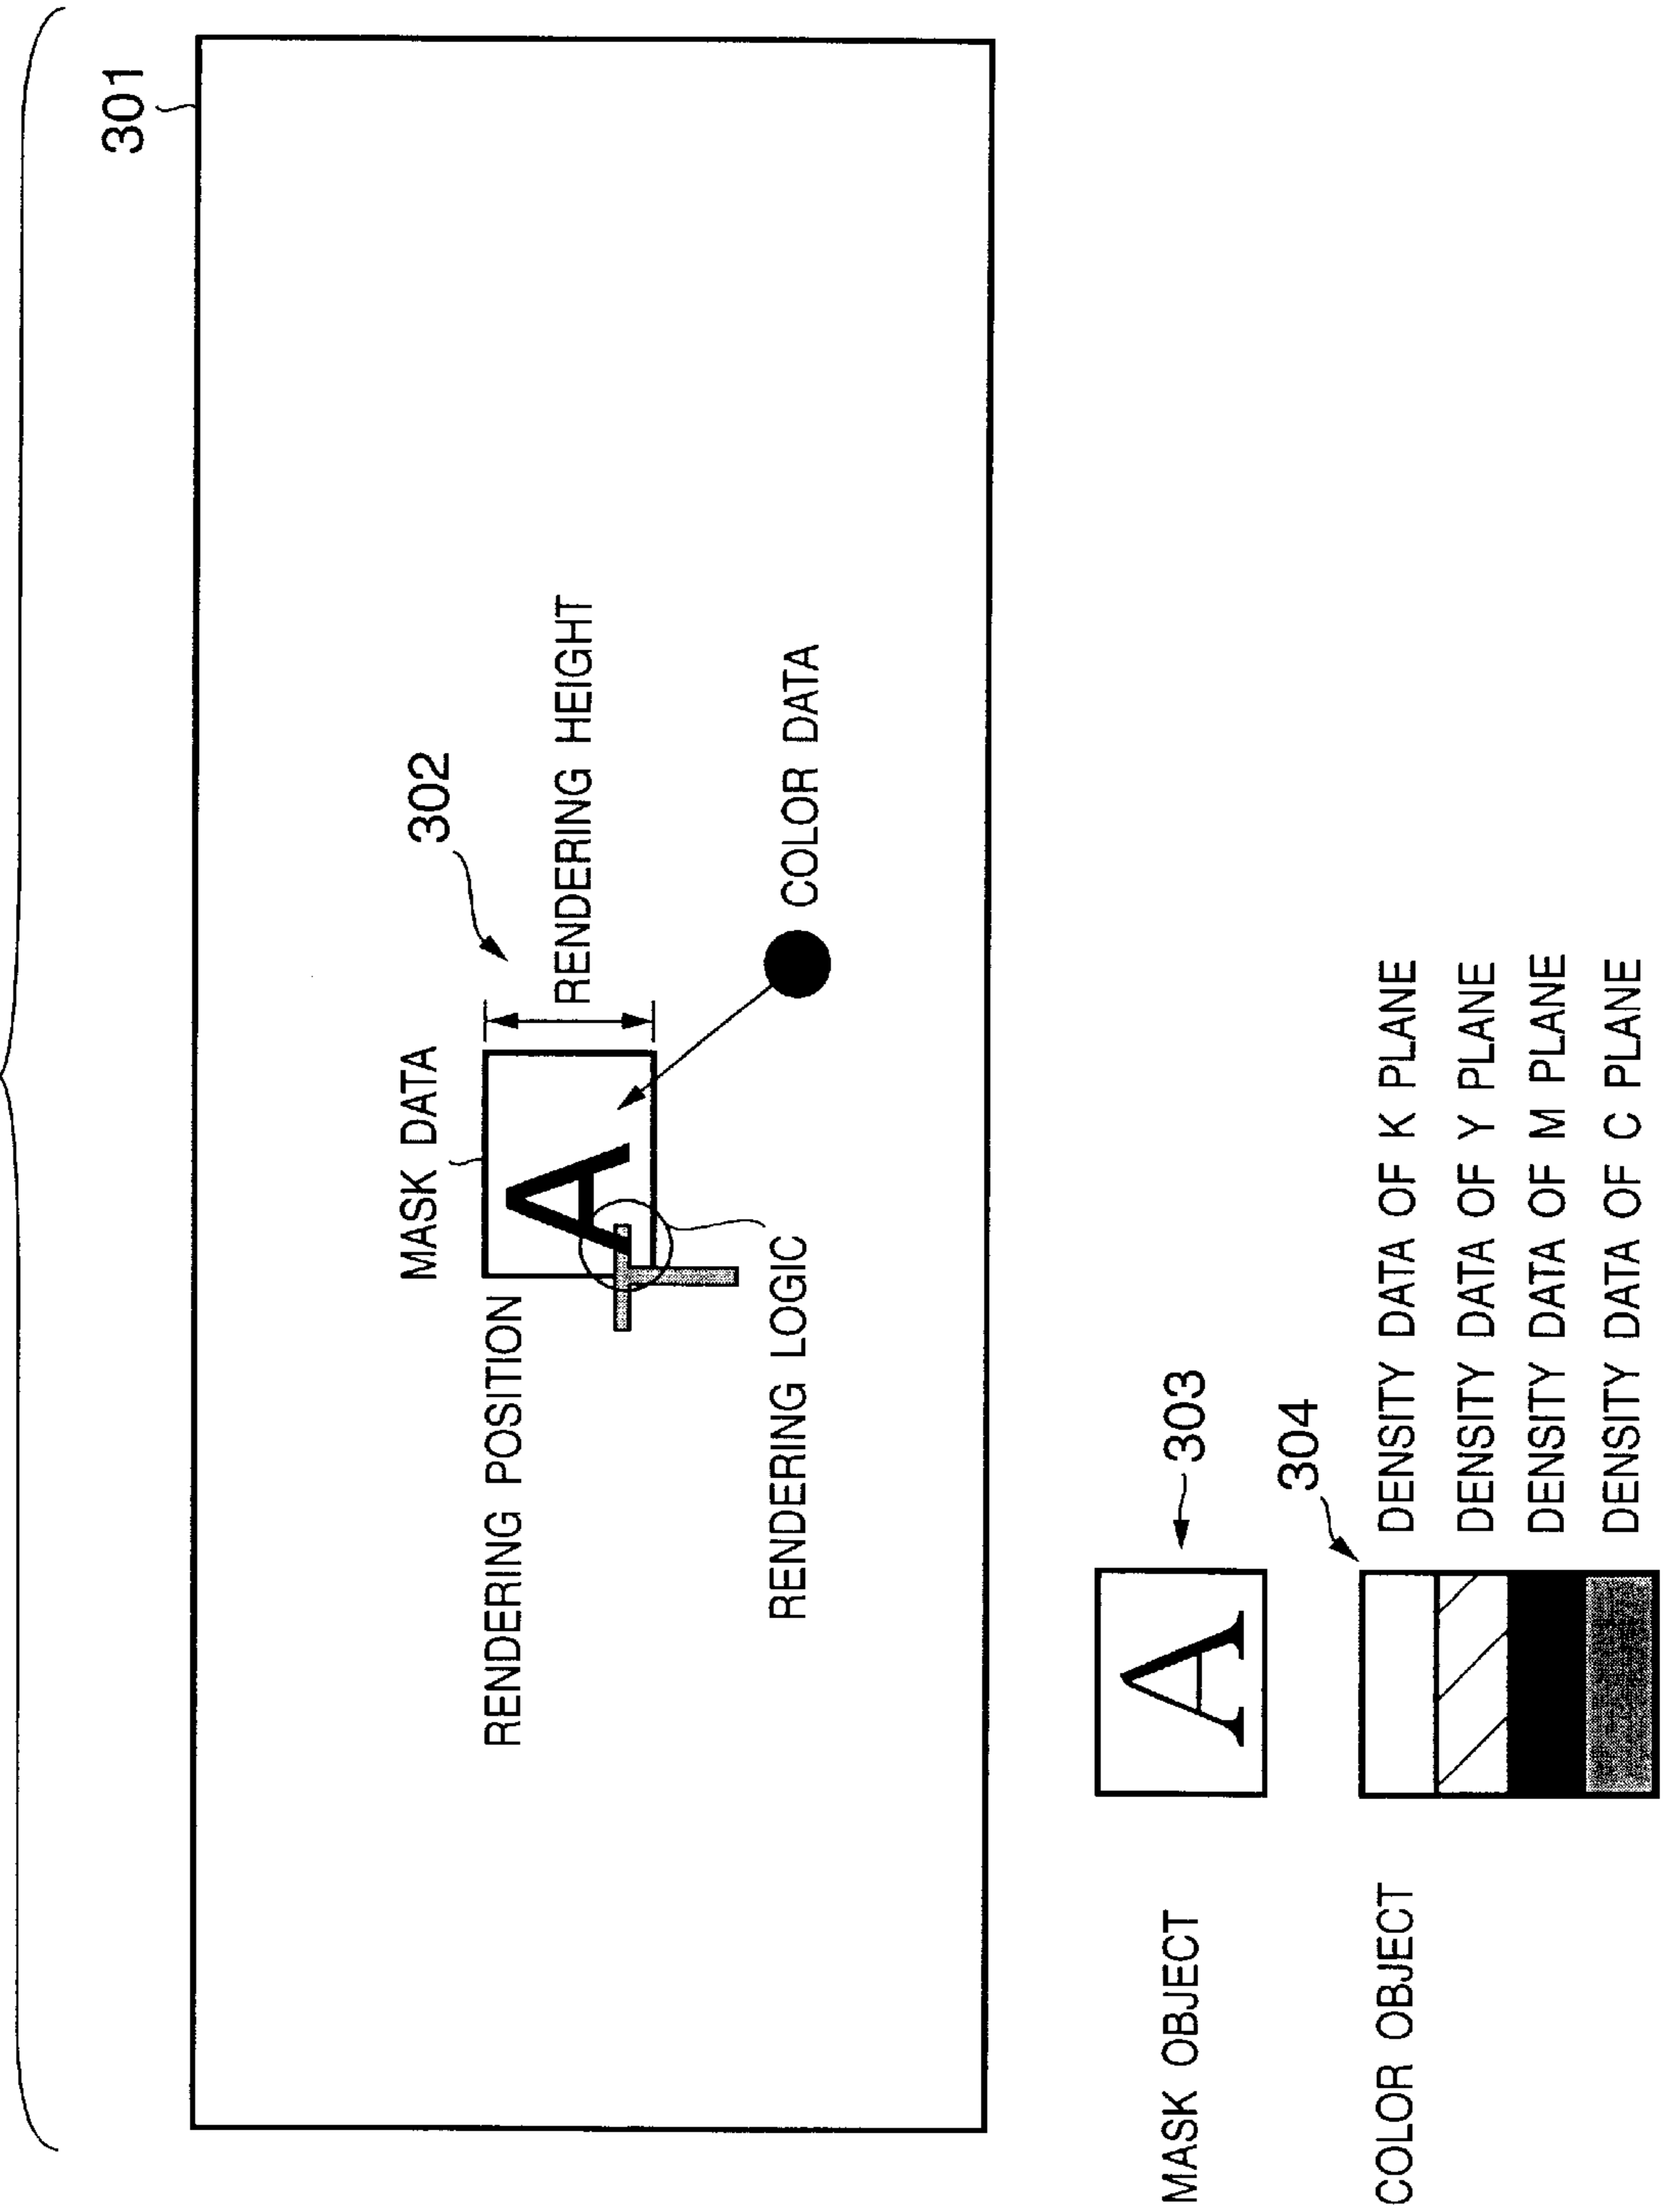 301
302
MASK DATA
RENDERING HEIGHT
RENDERING POSITION
A
COLOR DATA
RENDERING LOGIC
MASK OBJECT
A
303
304
COLOR OBJECT
DENSITY DATA OF K PLANE
DENSITY DATA OF Y PLANE
DENSITY DATA OF M PLANE
DENSITY DATA OF C PLANE